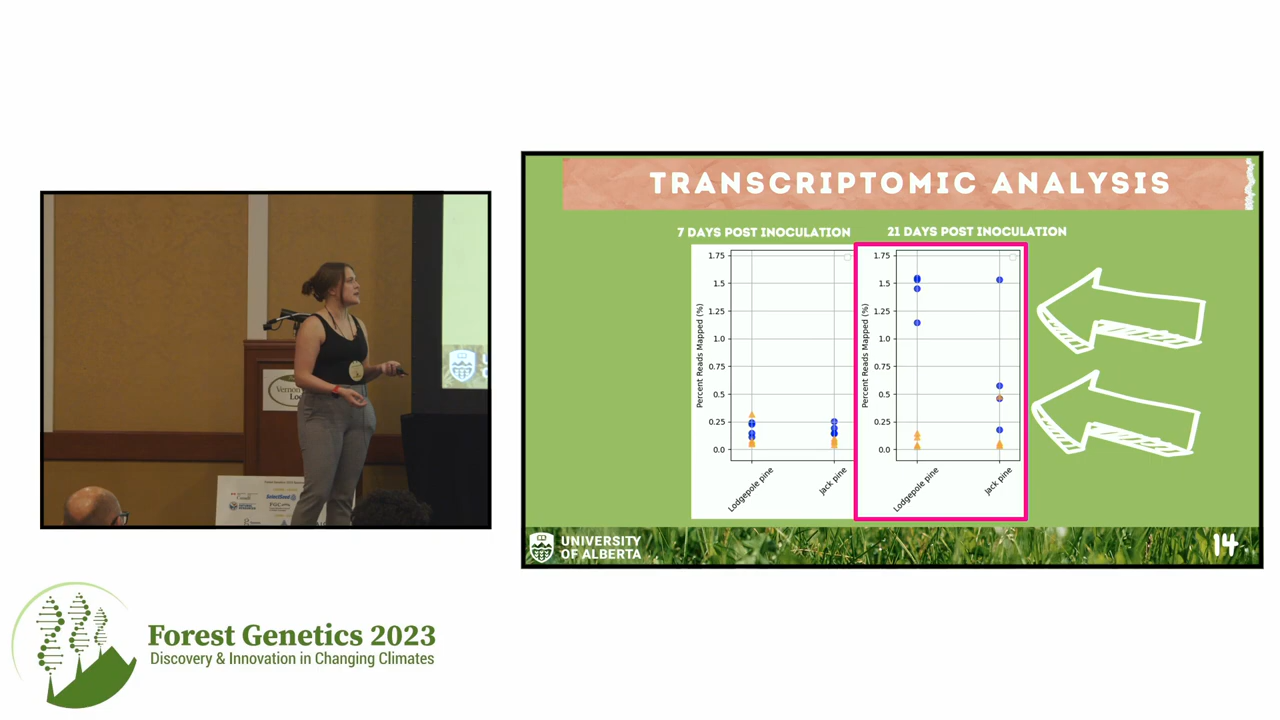 TRANSCRIPTOMIC ANALYSIS
7 DAYS POST INOCULATION
21 DAYS POST INOCULATION
Percent Reads Mapped (%)
1.75
1.5
1.25
1.0
0.75
0.5
0.25
0.0
Lodgepole pine
Jack pine
Percent Reads Mapped (%)
1.75
1.5
1.25
1.0
0.75
0.5
0.25
0.0
Lodgepole pine
Jack pine
UNIVERSITY
OF ALBERTA
14
Vernon
Forest Genetics 2023
Discovery & Innovation in Changing Climates